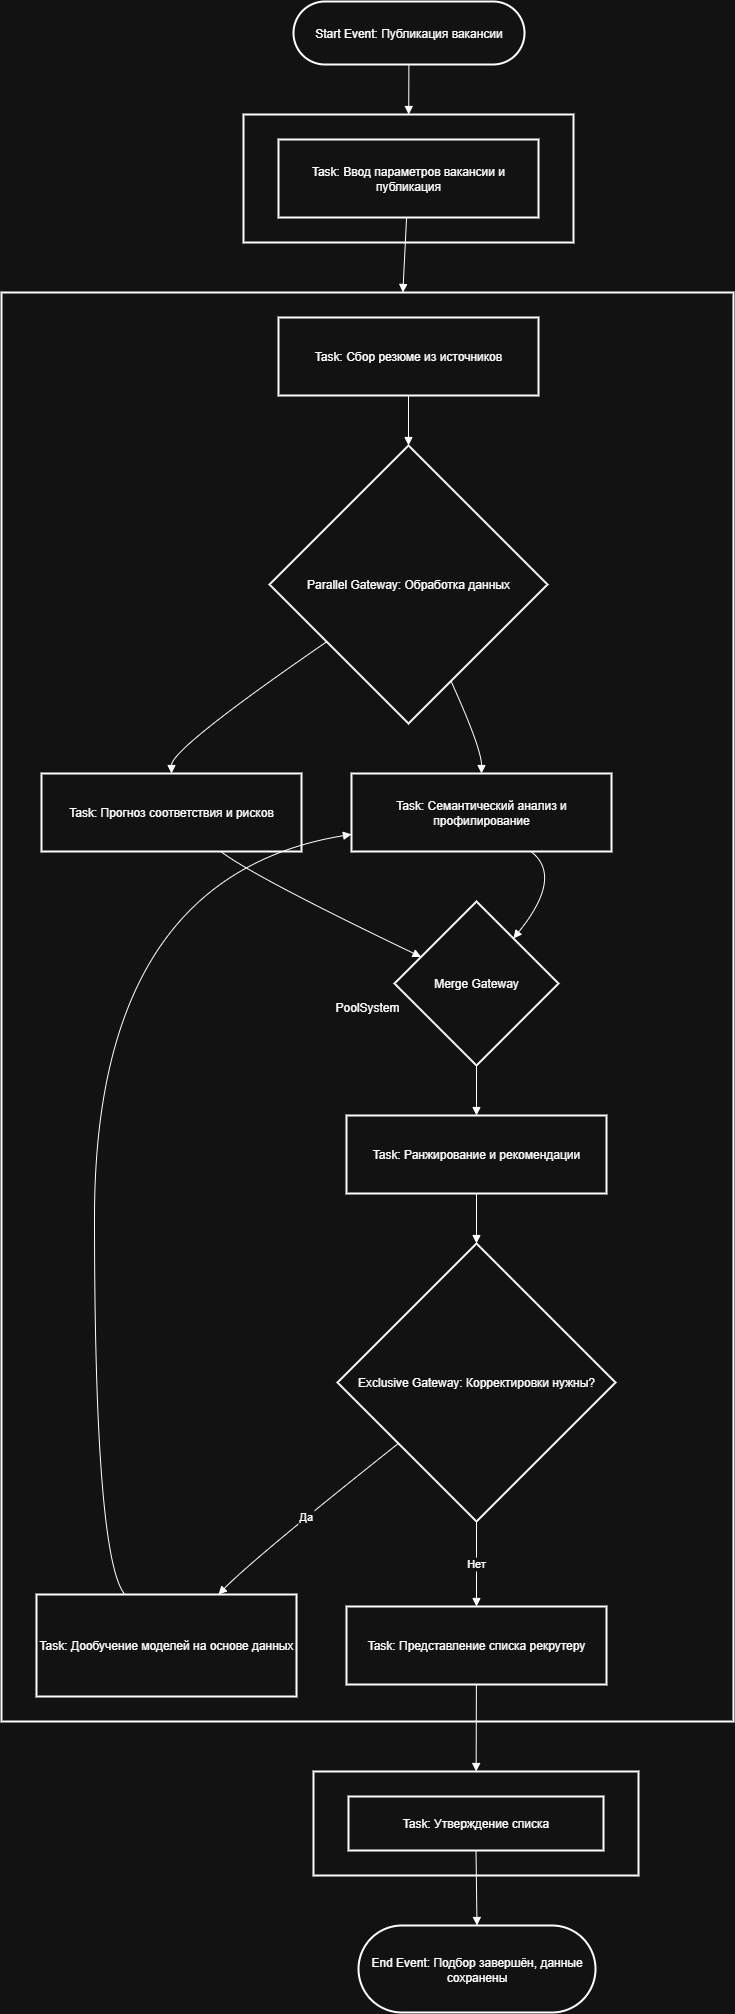 Start Event: Публикация вакансии
Task: Ввод параметров вакансии и
публикация
Task: Сбор резюме из источников
Parallel Gateway: Обработка данных
Task: Прогноз соответствия и рисков
Task: Семантический анализ и
профилирование
Merge Gateway
PoolSystem
Task: Ранжирование и рекомендации
Exclusive Gateway: Корректировки нужны?
Да
Нет
Task: Дообучение моделей на основе данных
Task: Представление списка рекрутеру
Task: Утверждение списка
End Event: Подбор завершён, данные
сохранены